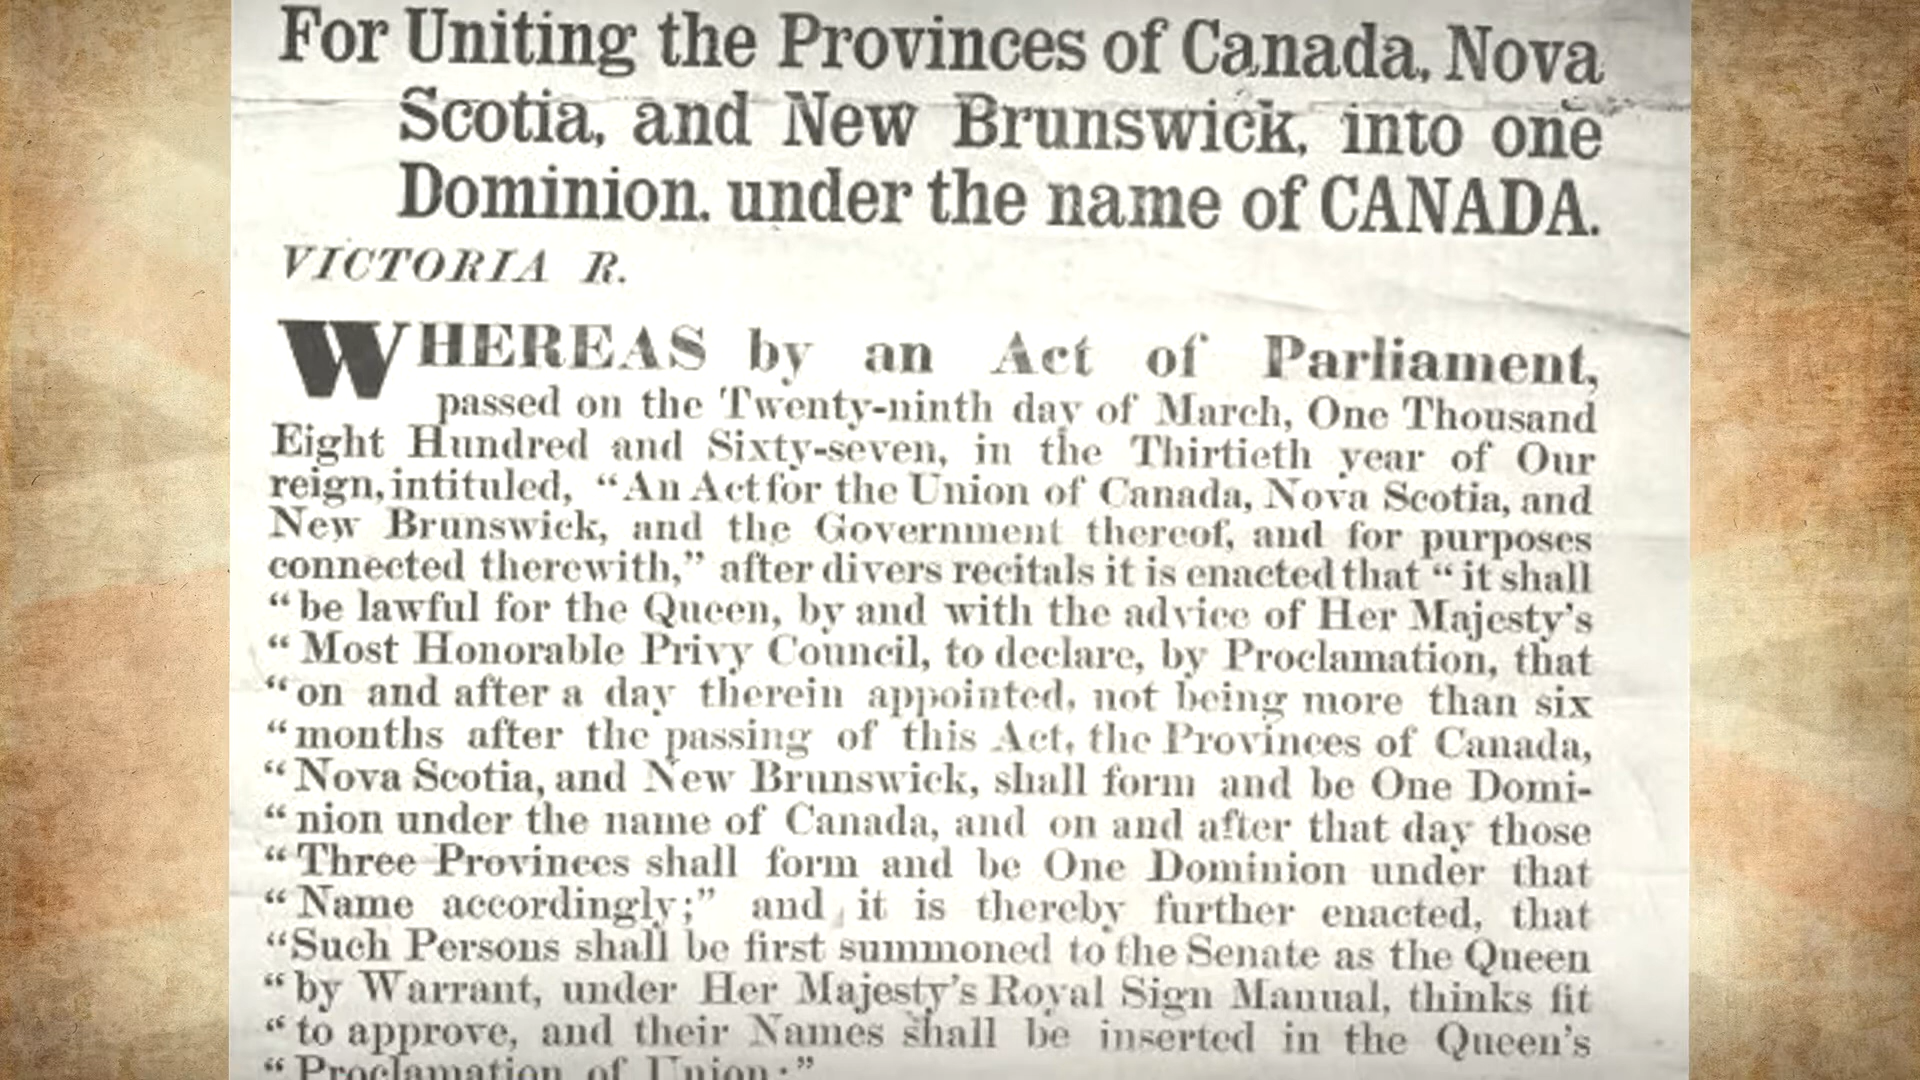 For Uniting the Provinces of Canada, Nova
Scotia, and New Brunswick, into one
Dominion. under the name of CANADA.
VICTORIA R.
WHEREAS by an Act of Parliament,
passed on the Twenty-ninth day of March, One Thousand
Eight Hundred and Sixty-seven, in the Thirtieth year of Our
reign, intituled, “An Act for the Union of Canada, Nova Scotia, and
New Brunswick, and the Government thereof, and for purposes
connected therewith,” after divers recitals it is enacted that “it shall
“be lawful for the Queen, by and with the advice of Her Majesty’s
“Most Honorable Privy Council, to declare, by Proclamation, that
“on and after a day therein appointed, not being more than six
“months after the passing of this Act, the Provinces of Canada,
“Nova Scotia, and New Brunswick, shall form and be One Domi-
“nion under the name of Canada, and on and after that day those
“Three Provinces shall form and be One Dominion under that
“Name accordingly;” and it is thereby further enacted, that
“Such Persons shall be first summoned to the Senate as the Queen
“by Warrant, under Her Majesty’s Royal Sign Manual, thinks fit
“to approve, and their Names shall be inserted in the Queen’s
“Proclamation of Union:”